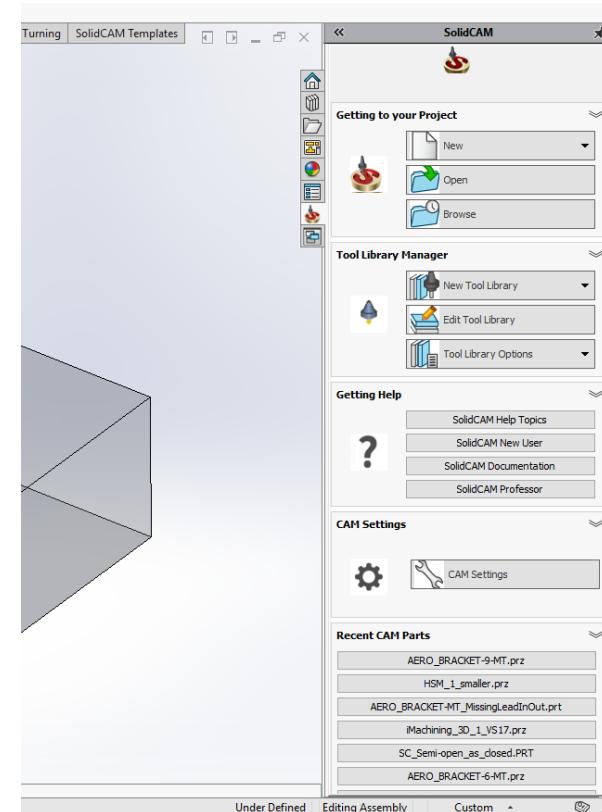 Turning
SolidCAM Templates
SolidCAM
Getting to your Project
New
Open
Browse
Tool Library Manager
New Tool Library
Edit Tool Library
Tool Library Options
Getting Help
SolidCAM Help Topics
SolidCAM New User
SolidCAM Documentation
SolidCAM Professor
CAM Settings
CAM Settings
Recent CAM Parts
AERO_BRACKET-9-MT.prz
HSM_1_smaller.prz
AERO_BRACKET-MT_MissingLeadInOut.prt
iMachining_3D_1_VS17.prz
SC_Semi-open_as_closed.PRT
AERO_BRACKET-6-MT.prz
Under Defined
Editing Assembly
Custom